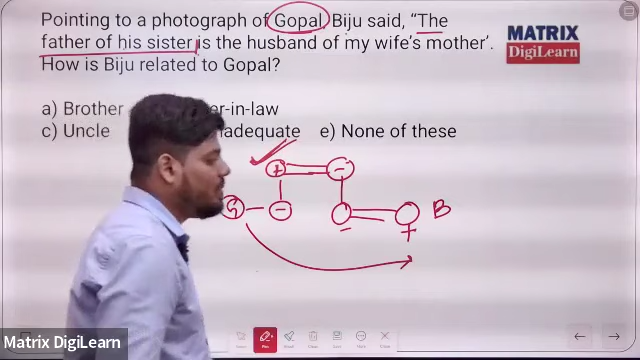 Pointing to a photograph of Gopal, Biju said, “The
father of his sister is the husband of my wife's mother’.
How is Biju related to Gopal?
MATRIX
DigiLearn
a) Brother
er-in-law
c) Uncle
nadequate e) None of these
+ -
G - - + B
Matrix DigiLearn